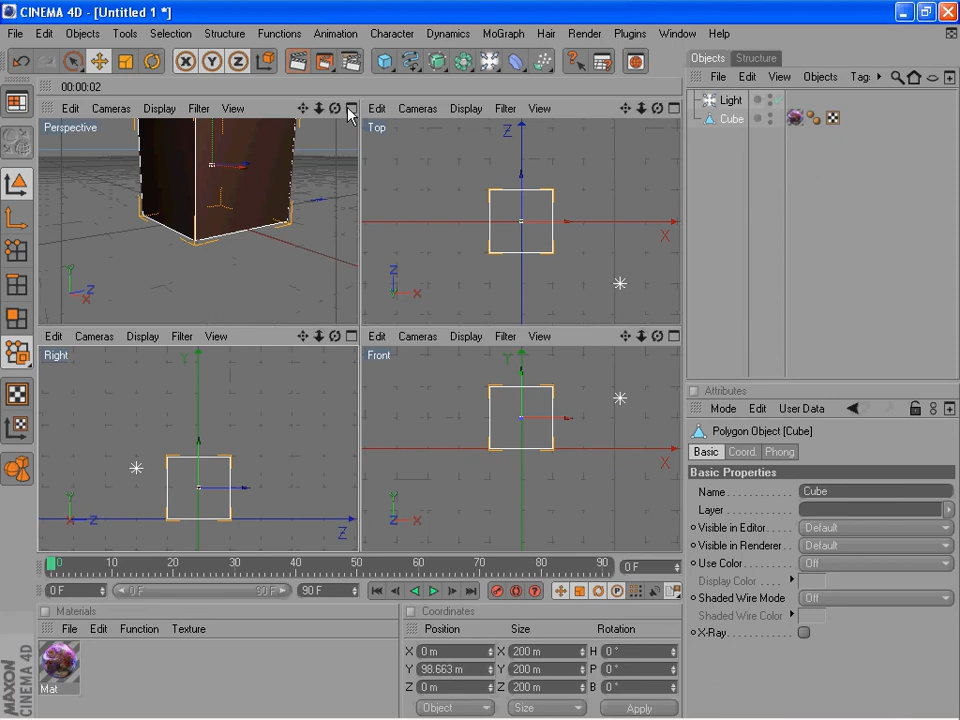 CINEMA 4D - [Untitled 1 *]
File Edit Objects Tools Selection Structure Functions Animation Character Dynamics MoGraph Hair Render Plugins Window Help
00:00:02
Edit Cameras Display Filter View
Edit Cameras Display Filter View
Perspective
Top
Z
X
Y
Z
X
Z
X
Edit Cameras Display Filter View
Edit Cameras Display Filter View
Right
Front
Y
Y
X
Y
X
Z
Z
Y
Z
X
0 10 20 30 40 50 60 70 80 90
0 F
0 F
0 F
90 F
90 F
Materials
File Edit Function Texture
Mat
MAXON
CINEMA 4D
Coordinates
Position Size Rotation
X 0 m X 200 m H 0 °
Y 98.663 m Y 200 m P 0 °
Z 0 m Z 200 m B 0 °
Object Size Apply
Objects Structure
File Edit View Objects Tag:
Light
Cube
Attributes
Mode Edit User Data
Polygon Object [Cube]
Basic Coord. Phong
Basic Properties
Name Cube
Layer
Visible in Editor Default
Visible in Renderer Default
Use Color Off
Display Color
Shaded Wire Mode Off
Shaded Wire Color
X-Ray